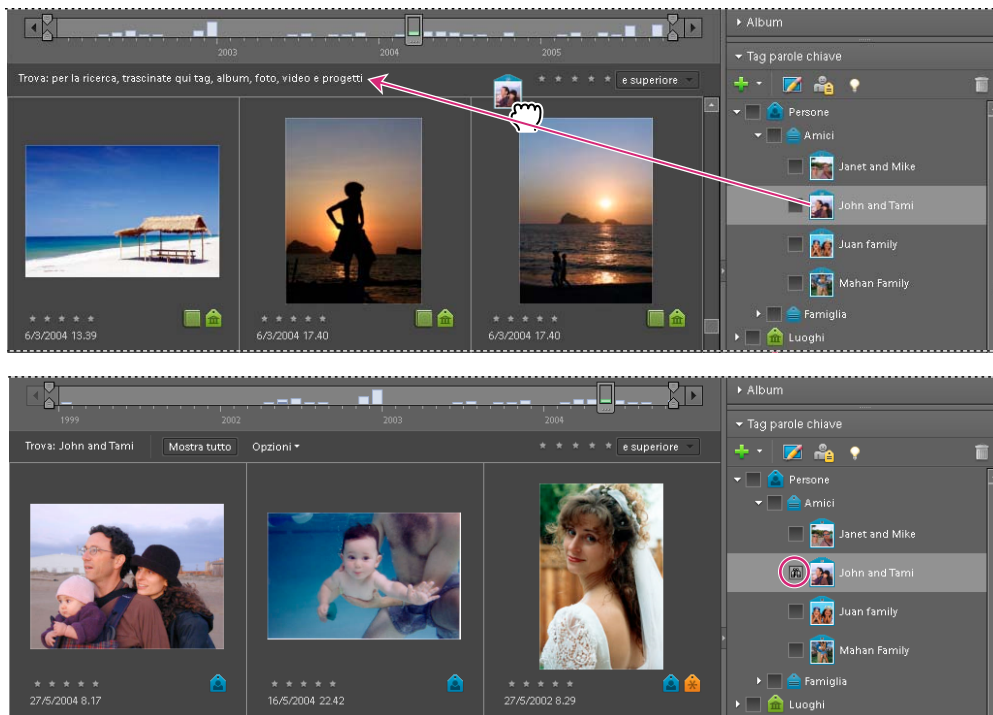 2003 2004 2005
Trova: per la ricerca, trascinate qui tag, album, foto, video e progetti
e superiore
6/3/2004 13.39
6/3/2004 17.40
6/3/2004 17.40
Album
Tag parole chiave
Persone
Amici
Janet and Mike
John and Tami
Juan family
Mahan Family
Famiglia
Luoghi
1999 2002 2003 2004
Trova: John and Tami
Mostra tutto
Opzioni
e superiore
27/5/2004 8.17
16/5/2004 22.42
27/5/2002 8.29
Album
Tag parole chiave
Persone
Amici
Janet and Mike
John and Tami
Juan family
Mahan Family
Famiglia
Luoghi